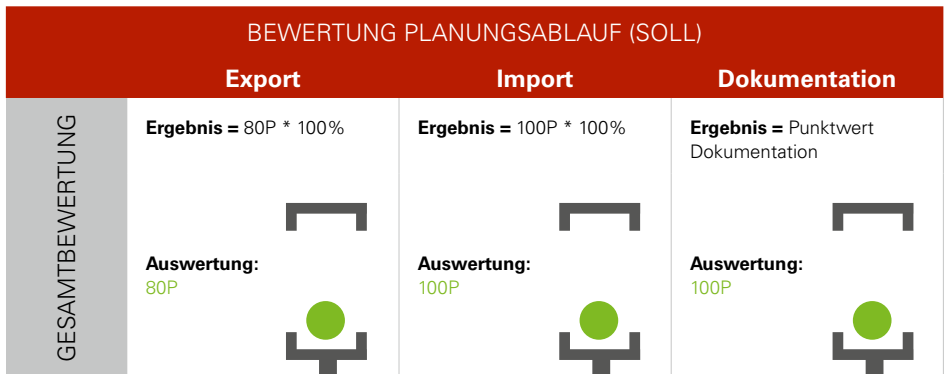 BEWERTUNG PLANUNGSABLAUF (SOLL)
Export
Import
Dokumentation
GESAMTBEWERTUNG
Ergebnis = 80P * 100%
Auswertung:
80P
Ergebnis = 100P * 100%
Auswertung:
100P
Ergebnis = Punktwert
Dokumentation
Auswertung:
100P